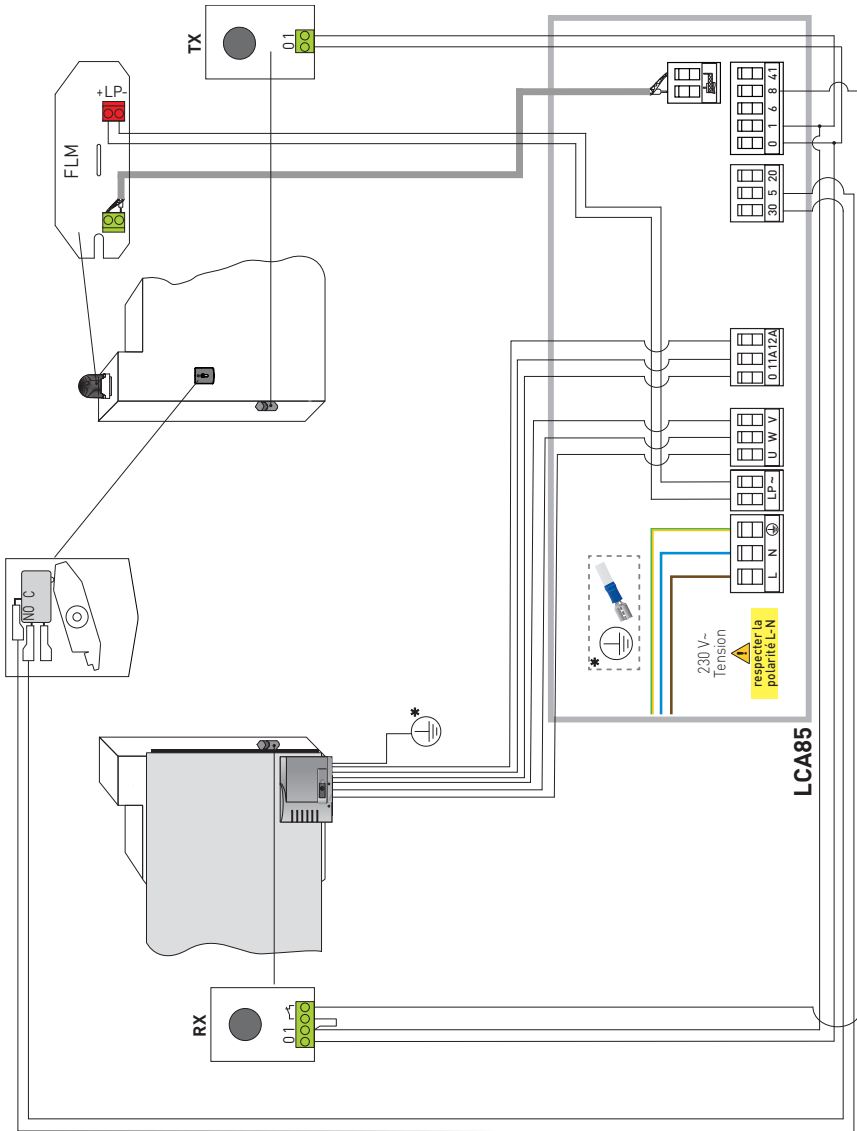 TX
0 1
+LP-
FLM
NO C
0 1 6 8 41
30 5 20
0 11A 12A
U W V
LP~
L N
*
*
230 V~
Tension
respecter la
polarité L-N
LCA85
RX
0 1